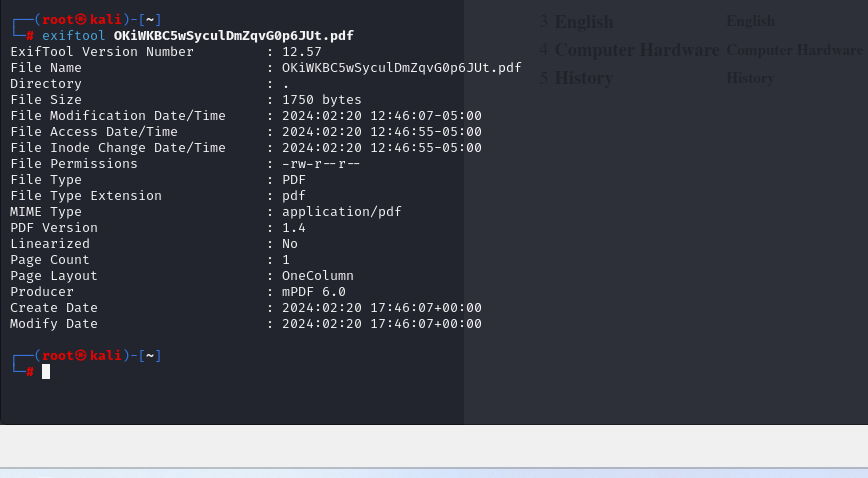 ┌──(root㉿kali)-[~]
└─# exiftool OKiWKBC5wSyculDmZqvG0p6JUt.pdf
ExifTool Version Number         : 12.57
File Name                       : OKiWKBC5wSyculDmZqvG0p6JUt.pdf
Directory                       : .
File Size                       : 1750 bytes
File Modification Date/Time     : 2024:02:20 12:46:07-05:00
File Access Date/Time           : 2024:02:20 12:46:55-05:00
File Inode Change Date/Time     : 2024:02:20 12:46:55-05:00
File Permissions                : -rw-r--r--
File Type                       : PDF
File Type Extension             : pdf
MIME Type                       : application/pdf
PDF Version                     : 1.4
Linearized                      : No
Page Count                      : 1
Page Layout                     : OneColumn
Producer                        : mPDF 6.0
Create Date                     : 2024:02:20 17:46:07+00:00
Modify Date                     : 2024:02:20 17:46:07+00:00
┌──(root㉿kali)-[~]
└─#
3 English English
4 Computer Hardware Computer Hardware
5 History History